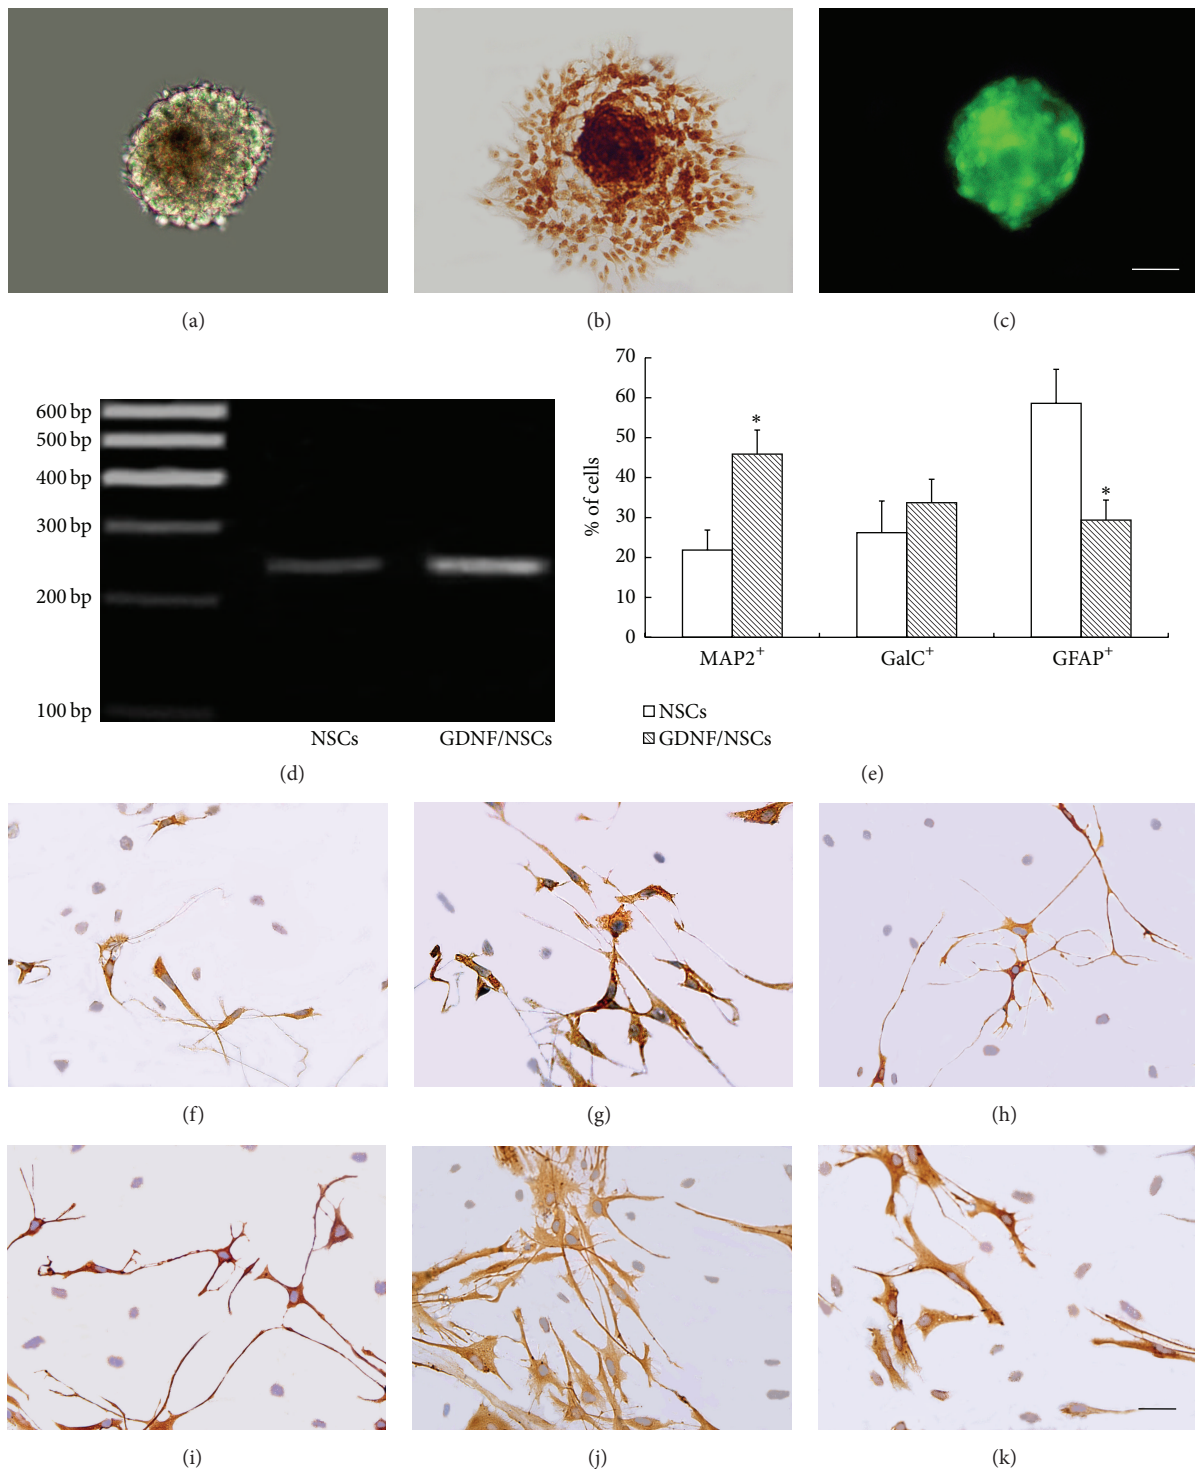 (a)
(b)
(c)
600 bp
500 bp
400 bp
300 bp
200 bp
100 bp
NSCs
GDNF/NSCs
(d)
70
60
50
40
30
20
10
0
% of cells
*
*
MAP2+
GalC+
GFAP+
NSCs
GDNF/NSCs
(e)
(f)
(g)
(h)
(i)
(j)
(k)